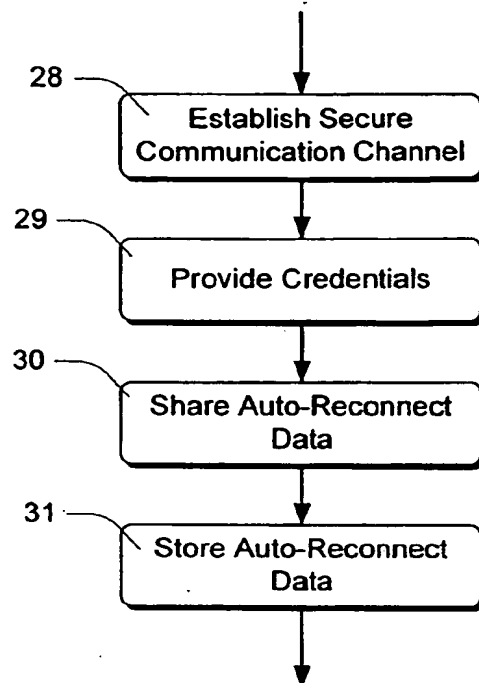 28
Establish Secure
Communication Channel
29
Provide Credentials
30
Share Auto-Reconnect
Data
31
Store Auto-Reconnect
Data